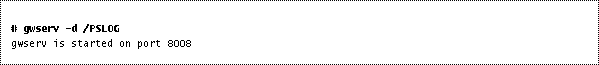 # gwserv -d /PSLOG
gwserv is started on port 8008